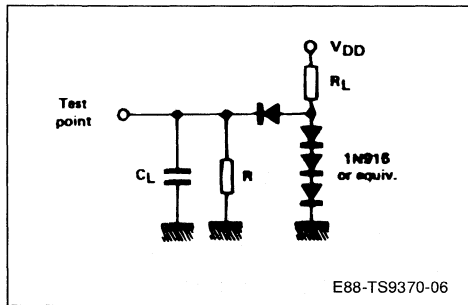 VDD
RL
Test
point
1N916
or equiv.
CL
R
E88-TS9370-06